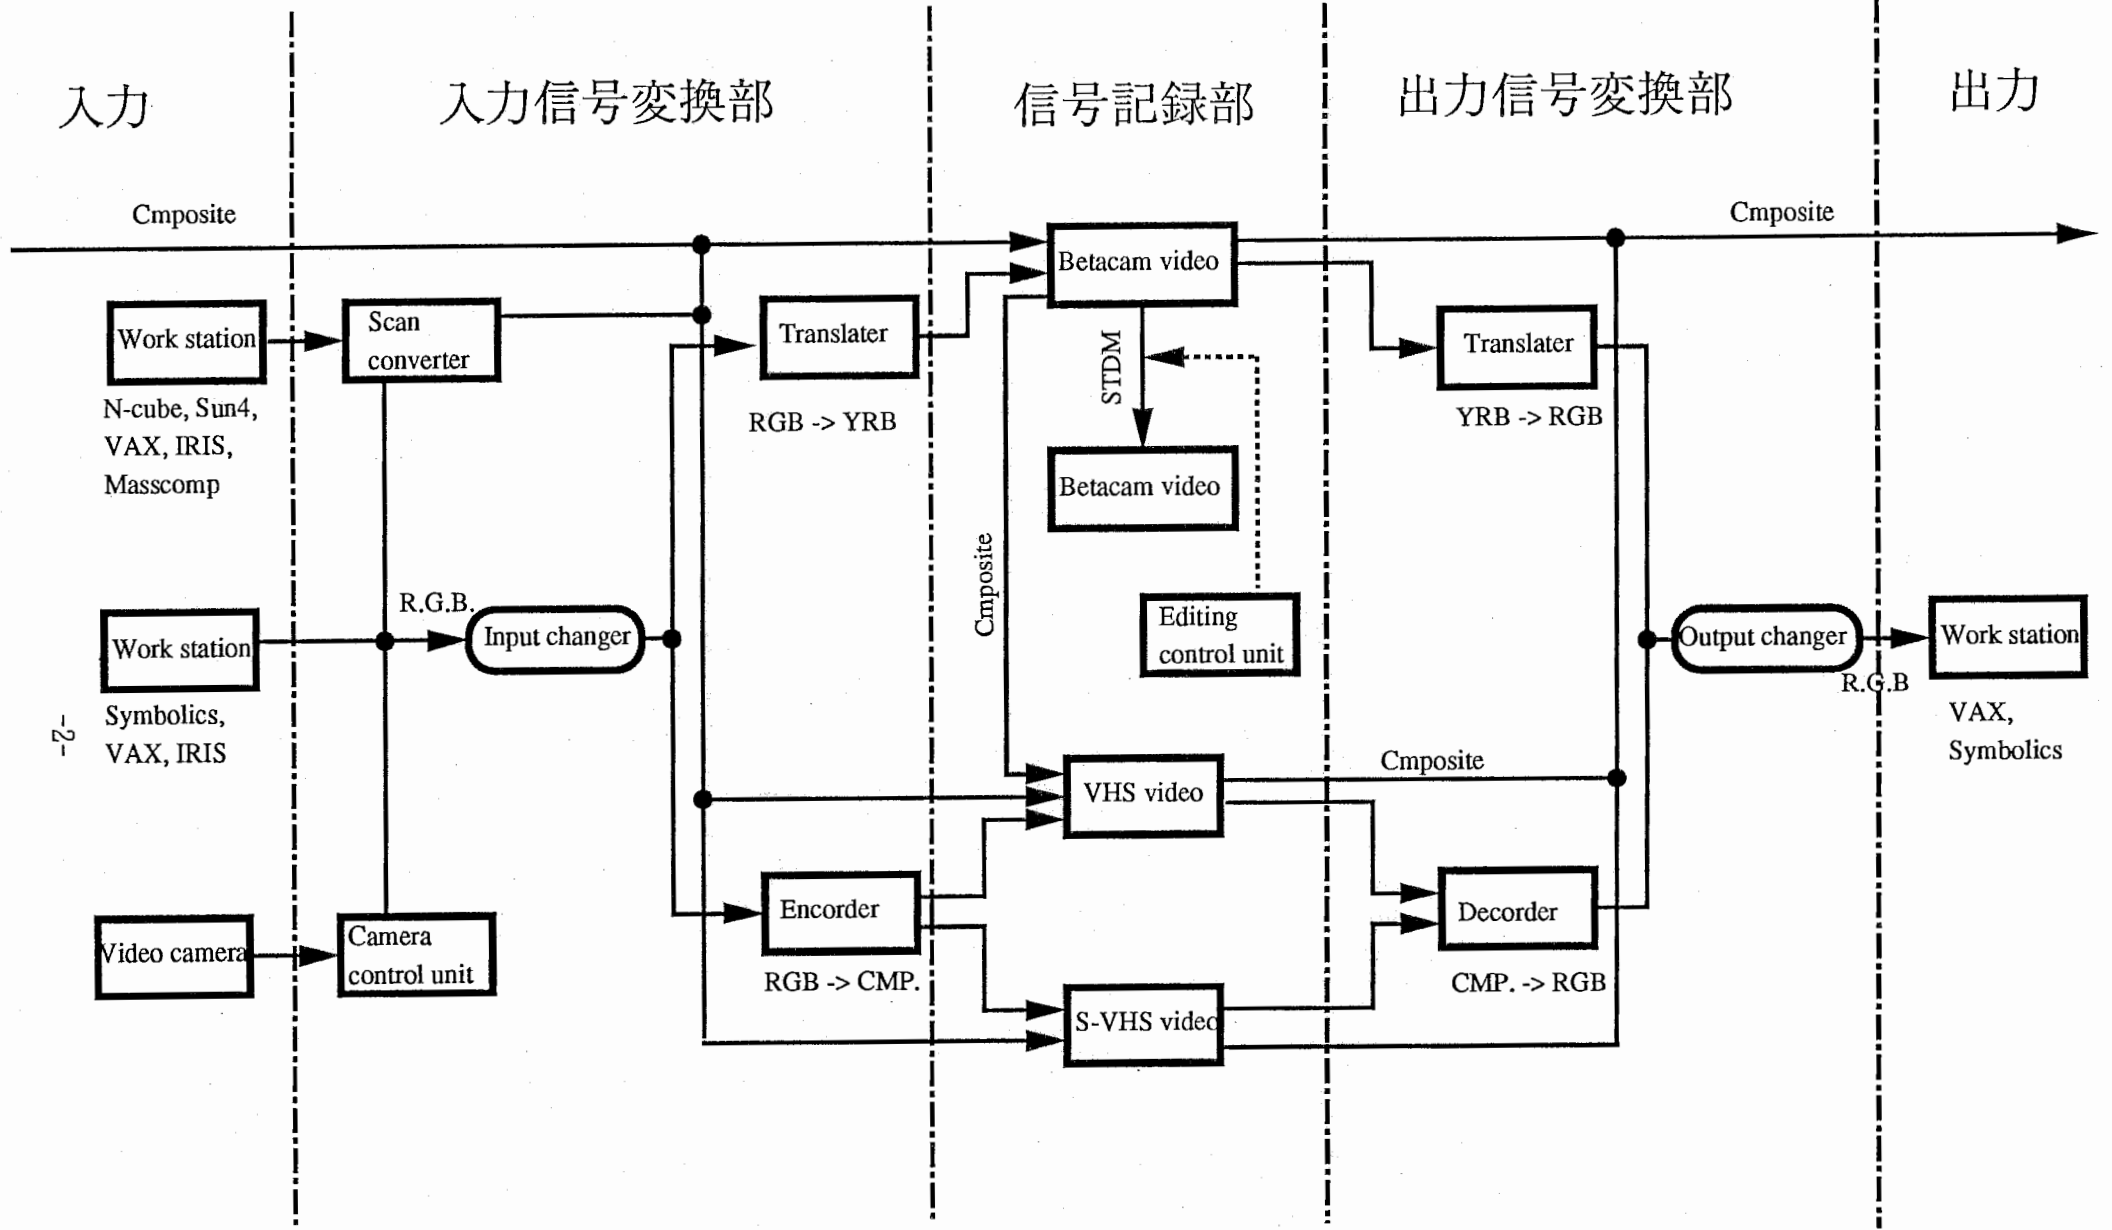 入力
入力信号変換部
信号記録部
出力信号変換部
出力
Cmposite
Cmposite
Work station
N-cube, Sun4,
VAX, IRIS,
Masscomp
Scan
converter
Translater
RGB -> YRB
Betacam video
STDM
Betacam video
Translater
YRB -> RGB
Cmposite
Work station
Symbolics,
VAX, IRIS
R.G.B.
Input changer
Editing
control unit
Output changer
R.G.B
Work station
VAX,
Symbolics
-2-
VHS video
Cmposite
Video camera
Camera
control unit
Encorder
RGB -> CMP.
S-VHS video
Decorder
CMP. -> RGB